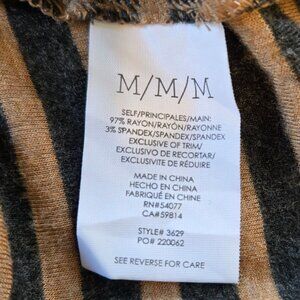 M/M/M
SELF/PRINCIPALES/MAIN:
97% RAYON/RAYÓN/RAYONNE
3% SPANDEX/SPANDEX/SPANDEX
EXCLUSIVE OF TRIM/
EXCLUSIVO DE RECORTAR/
EXCLUSIVITE DE RÉDUIRE
MADE IN CHINA
HECHO EN CHINA
FABRIQUÉ EN CHINE
RN#54077
CA#59814
STYLE# 3629
PO# 220062
SEE REVERSE FOR CARE